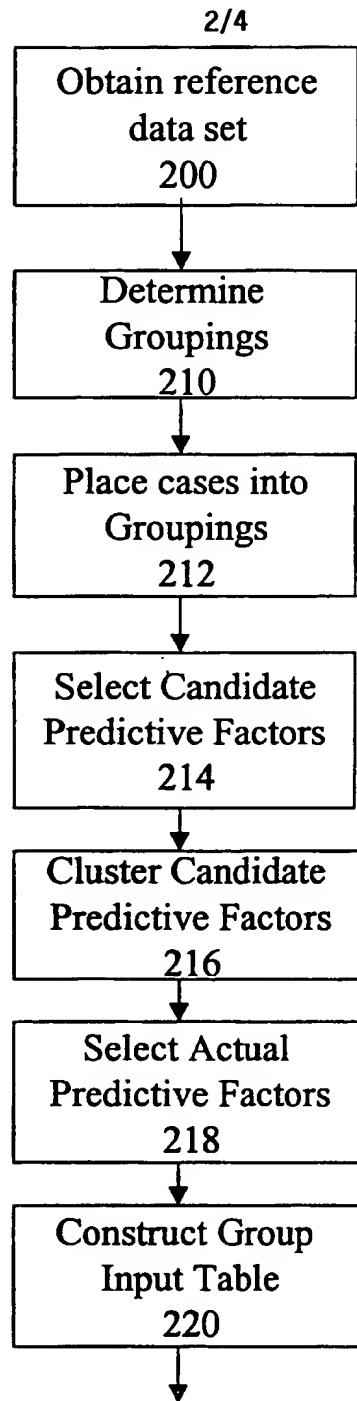 2/4
Obtain reference
data set
200
Determine
Groupings
210
Place cases into
Groupings
212
Select Candidate
Predictive Factors
214
Cluster Candidate
Predictive Factors
216
Select Actual
Predictive Factors
218
Construct Group
Input Table
220